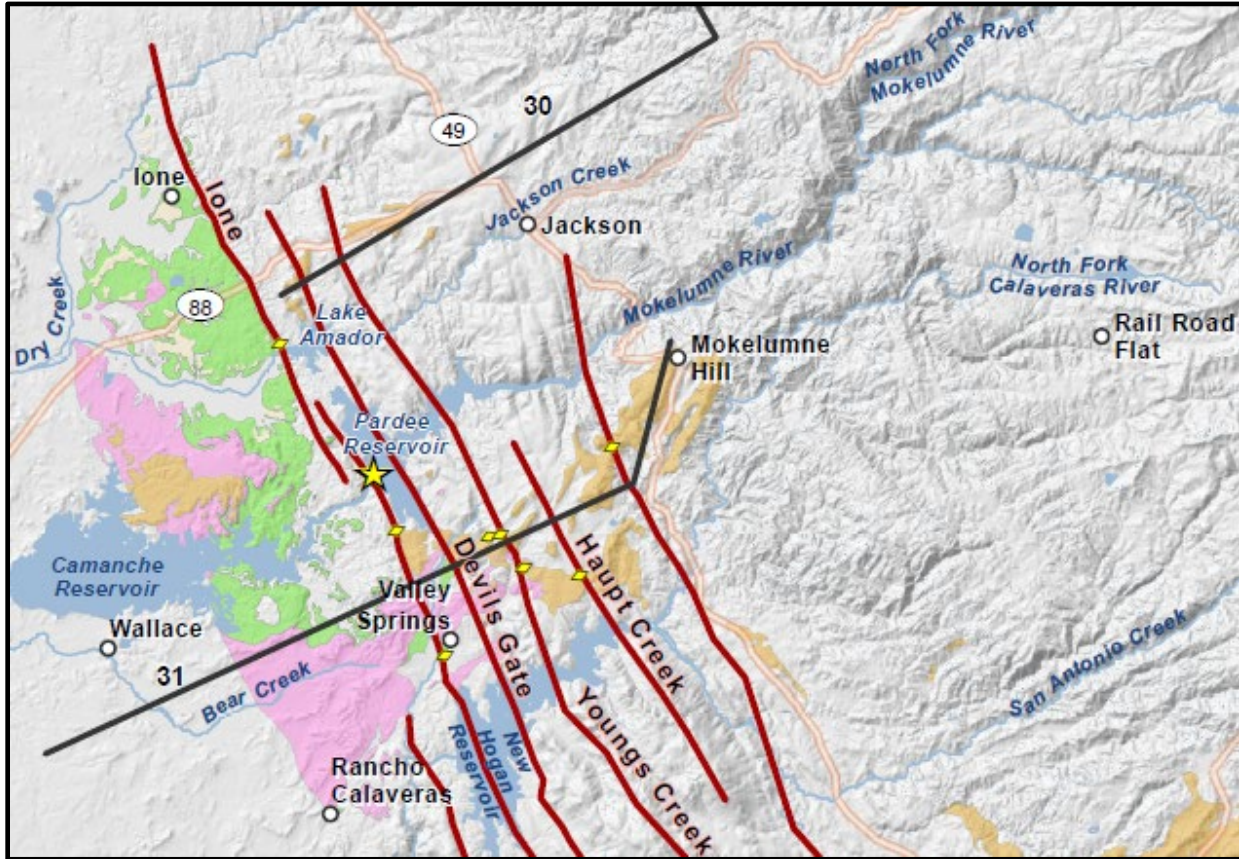 North Fork
Mokelumne River
30
49
Ione
Ione
Jackson Creek
Jackson
Mokelumne River
North Fork
Calaveras River
88
Lake
Amador
Dry Creek
Rail Road
Flat
Mokelumne
Hill
Pardee
Reservoir
Camanche
Reservoir
Devils Gate
Haupt Creek
Valley
Springs
Wallace
31
Bear Creek
San Antonio Creek
Youngs Creek
New
Hogan
Reservoir
Rancho
Calaveras